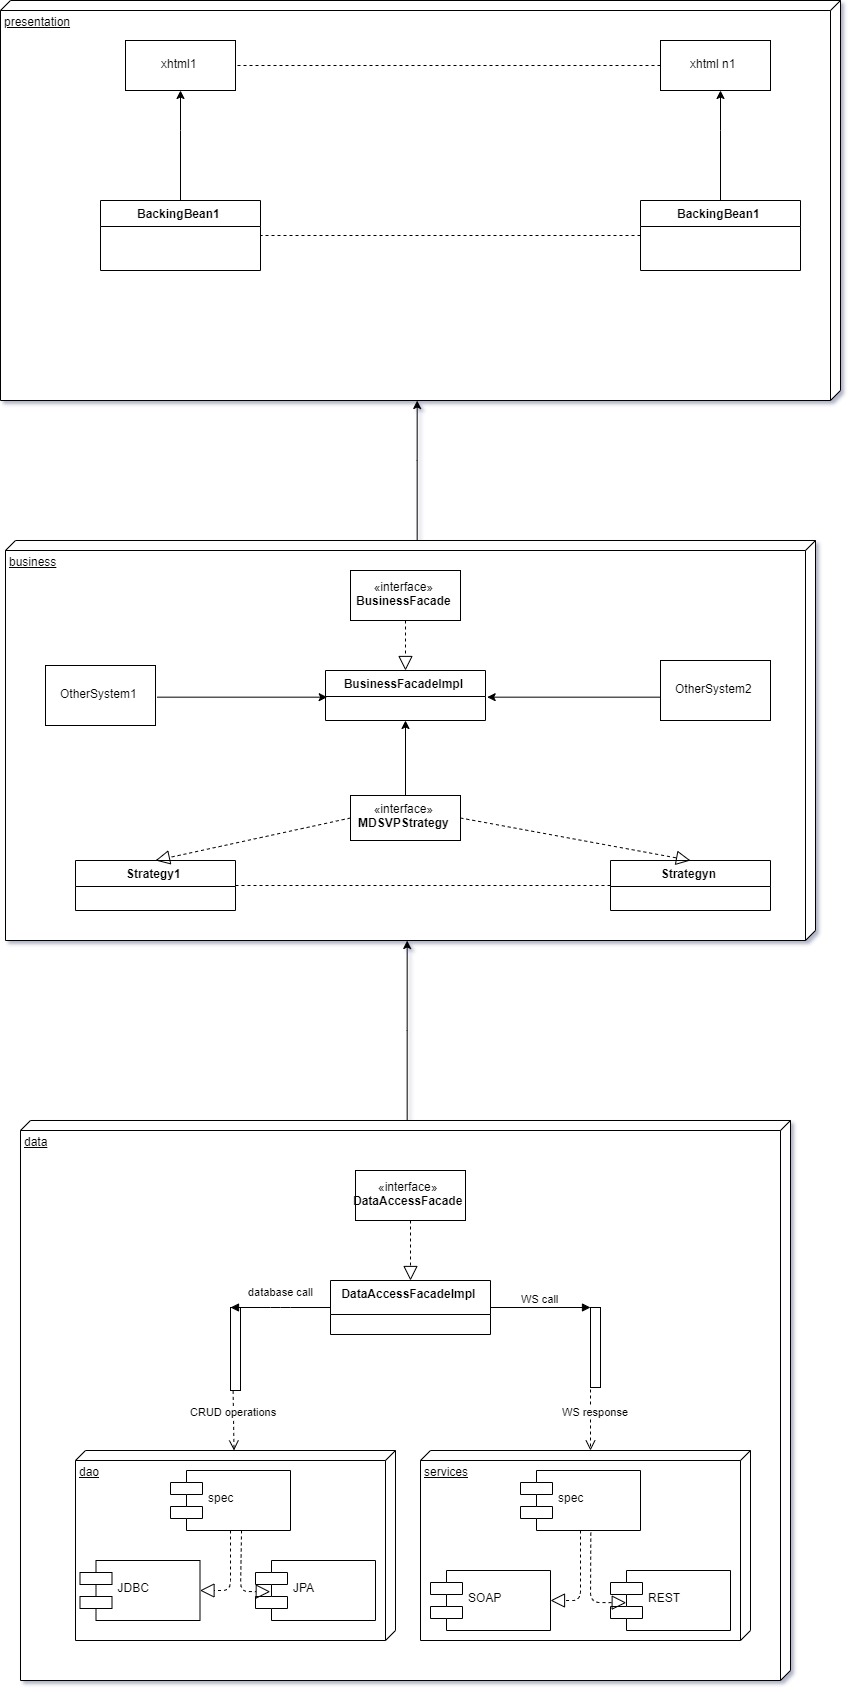 presentation
xhtml1
xhtml n1
BackingBean1
BackingBean1
business
«interface»
BusinessFacade
OtherSystem1
BusinessFacadeImpl
OtherSystem2
«interface»
MDSVPStrategy
Strategy1
Strategyn
data
«interface»
DataAccessFacade
database call
DataAccessFacadeImpl
WS call
CRUD operations
WS response
dao
services
spec
spec
JDBC
JPA
SOAP
REST